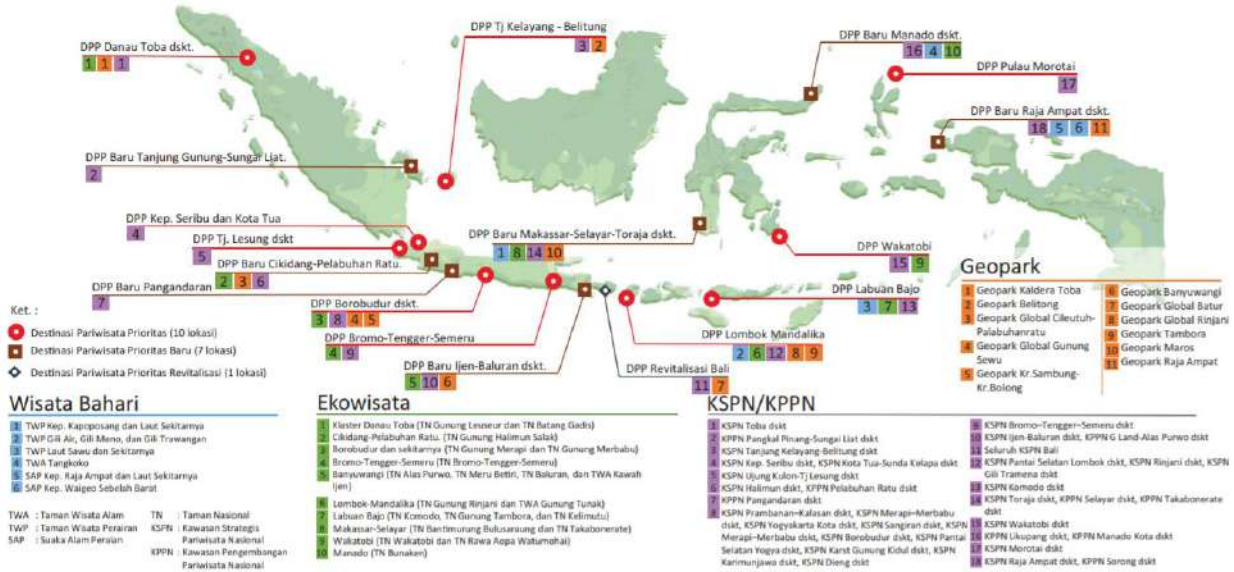 DPP Danau Toba dskt.
1 1 1
DPP Tj Kelayang - Belitung
3 2
DPP Baru Manado dskt.
16 4 10
DPP Pulau Morotai
17
DPP Baru Raja Ampat dskt.
18 5 6 11
DPP Baru Tanjung Gunung-Sungai Liat.
2
DPP Kep. Seribu dan Kota Tua
4
DPP Tj. Lesung dskt
5
DPP Baru Cikidang-Pelabuhan Ratu.
2 3 6
DPP Baru Pangandaran
7
DPP Baru Makassar-Selayar-Toraja dskt.
1 8 14 10
DPP Wakatobi
15 9
DPP Borobudur dskt.
3 8 4 5
DPP Bromo-Tengger-Semeru
4 9
DPP Baru Ijen-Baluran dskt.
5 10 6
DPP Labuan Bajo
3 7 13
DPP Lombok Mandalika
2 6 12 8 9
DPP Revitalisasi Bali
11 7
Ket. :
Destinasi Pariwisata Prioritas (10 lokasi)
Destinasi Pariwisata Prioritas Baru (7 lokasi)
Destinasi Pariwisata Prioritas Revitalisasi (1 lokasi)
Geopark
1 Geopark Kaldera Toba
2 Geopark Belitong
3 Geopark Global Cileutuh-
Palabuhanratu
4 Geopark Global Gunung
Sewu
5 Geopark Kr.Sambung-
Kr.Bolong
6 Geopark Banyuwangi
7 Geopark Global Batur
8 Geopark Global Rinjani
9 Geopark Tambora
10 Geopark Maros
11 Geopark Raja Ampat
Wisata Bahari
1 TWP Kep. Kapoposang dan Laut Sekitarnya
2 TWP Gili Air, Gili Meno, dan Gili Trawangan
3 TWP Laut Sawu dan Sekitarnya
4 TWA Tangkoko
5 SAP Kep. Raja Ampat dan Laut Sekitarnya
6 SAP Kep. Waigeo Sebelah Barat
TWA : Taman Wisata Alam
TWP : Taman Wisata Perairan
SAP : Suaka Alam Peraian
TN : Taman Nasional
KSPN : Kawasan Strategis
Pariwisata Nasional
KPPN : Kawasan Pengembangan
Pariwisata Nasional
Ekowisata
1 Klaster Danau Toba (TN Gunung Leuseur dan TN Batang Gadis)
2 Cikidang-Pelabuhan Ratu. (TN Gunung Halimun Salak)
3 Borobudur dan sekitarnya (TN Gunung Merapi dan TN Gunung Merbabu)
4 Bromo-Tengger-Semeru (TN Bromo-Tengger-Semeru)
5 Banyuwangi (TN Alas Purwo, TN Meru Betiri, TN Baluran, dan TWA Kawah
Ijen)
6 Lombok-Mandalika (TN Gunung Rinjani dan TWA Gunung Tunak)
7 Labuan Bajo (TN Komodo, TN Gunung Tambora, dan TN Kelimutu)
8 Makassar-Selayar (TN Bantimurung Bulusaraung dan TN Takabonerate)
9 Wakatobi (TN Wakatobi dan TN Rawa Aopa Watumohai)
10 Manado (TN Bunaken)
KSPN/KPPN
1 KSPN Toba dskt
2 KPPN Pangkal Pinang-Sungai Liat dskt
3 KSPN Tanjung Kelayang-Belitung dskt
4 KSPN Kep. Seribu dskt, KSPN Kota Tua-Sunda Kelapa dskt
5 KSPN Ujung Kulon-Tj Lesung dskt
6 KSPN Halimun dskt, KPPN Pelabuhan Ratu dskt
7 KPPN Pangandaran dskt
8 KSPN Prambanan-Kalasan dskt, KSPN Merapi-Merbabu
dskt, KSPN Yogyakarta Kota dskt, KSPN Sangiran dskt, KSPN
Merapi-Merbabu dskt, KSPN Borobudur dskt, KSPN Pantai
Selatan Yogya dskt, KSPN Karst Gunung Kidul dskt, KSPN
Karimunjawa dskt, KSPN Dieng dskt
9 KSPN Bromo-Tengger-Semeru dskt
10 KSPN Ijen-Baluran dskt, KPPN G Land-Alas Purwo dskt
11 Seluruh KSPN Bali
12 KSPN Pantai Selatan Lombok dskt, KSPN Rinjani dskt, KSPN
Gili Tramena dskt
13 KSPN Komodo dskt
14 KSPN Toraja dskt, KPPN Selayar dskt, KPPN Takabonerate
dskt
15 KSPN Wakatobi dskt
16 KPPN Likupang dskt, KPPN Manado Kota dskt
17 KSPN Morotai dskt
18 KSPN Raja Ampat dskt, KPPN Sorong dskt